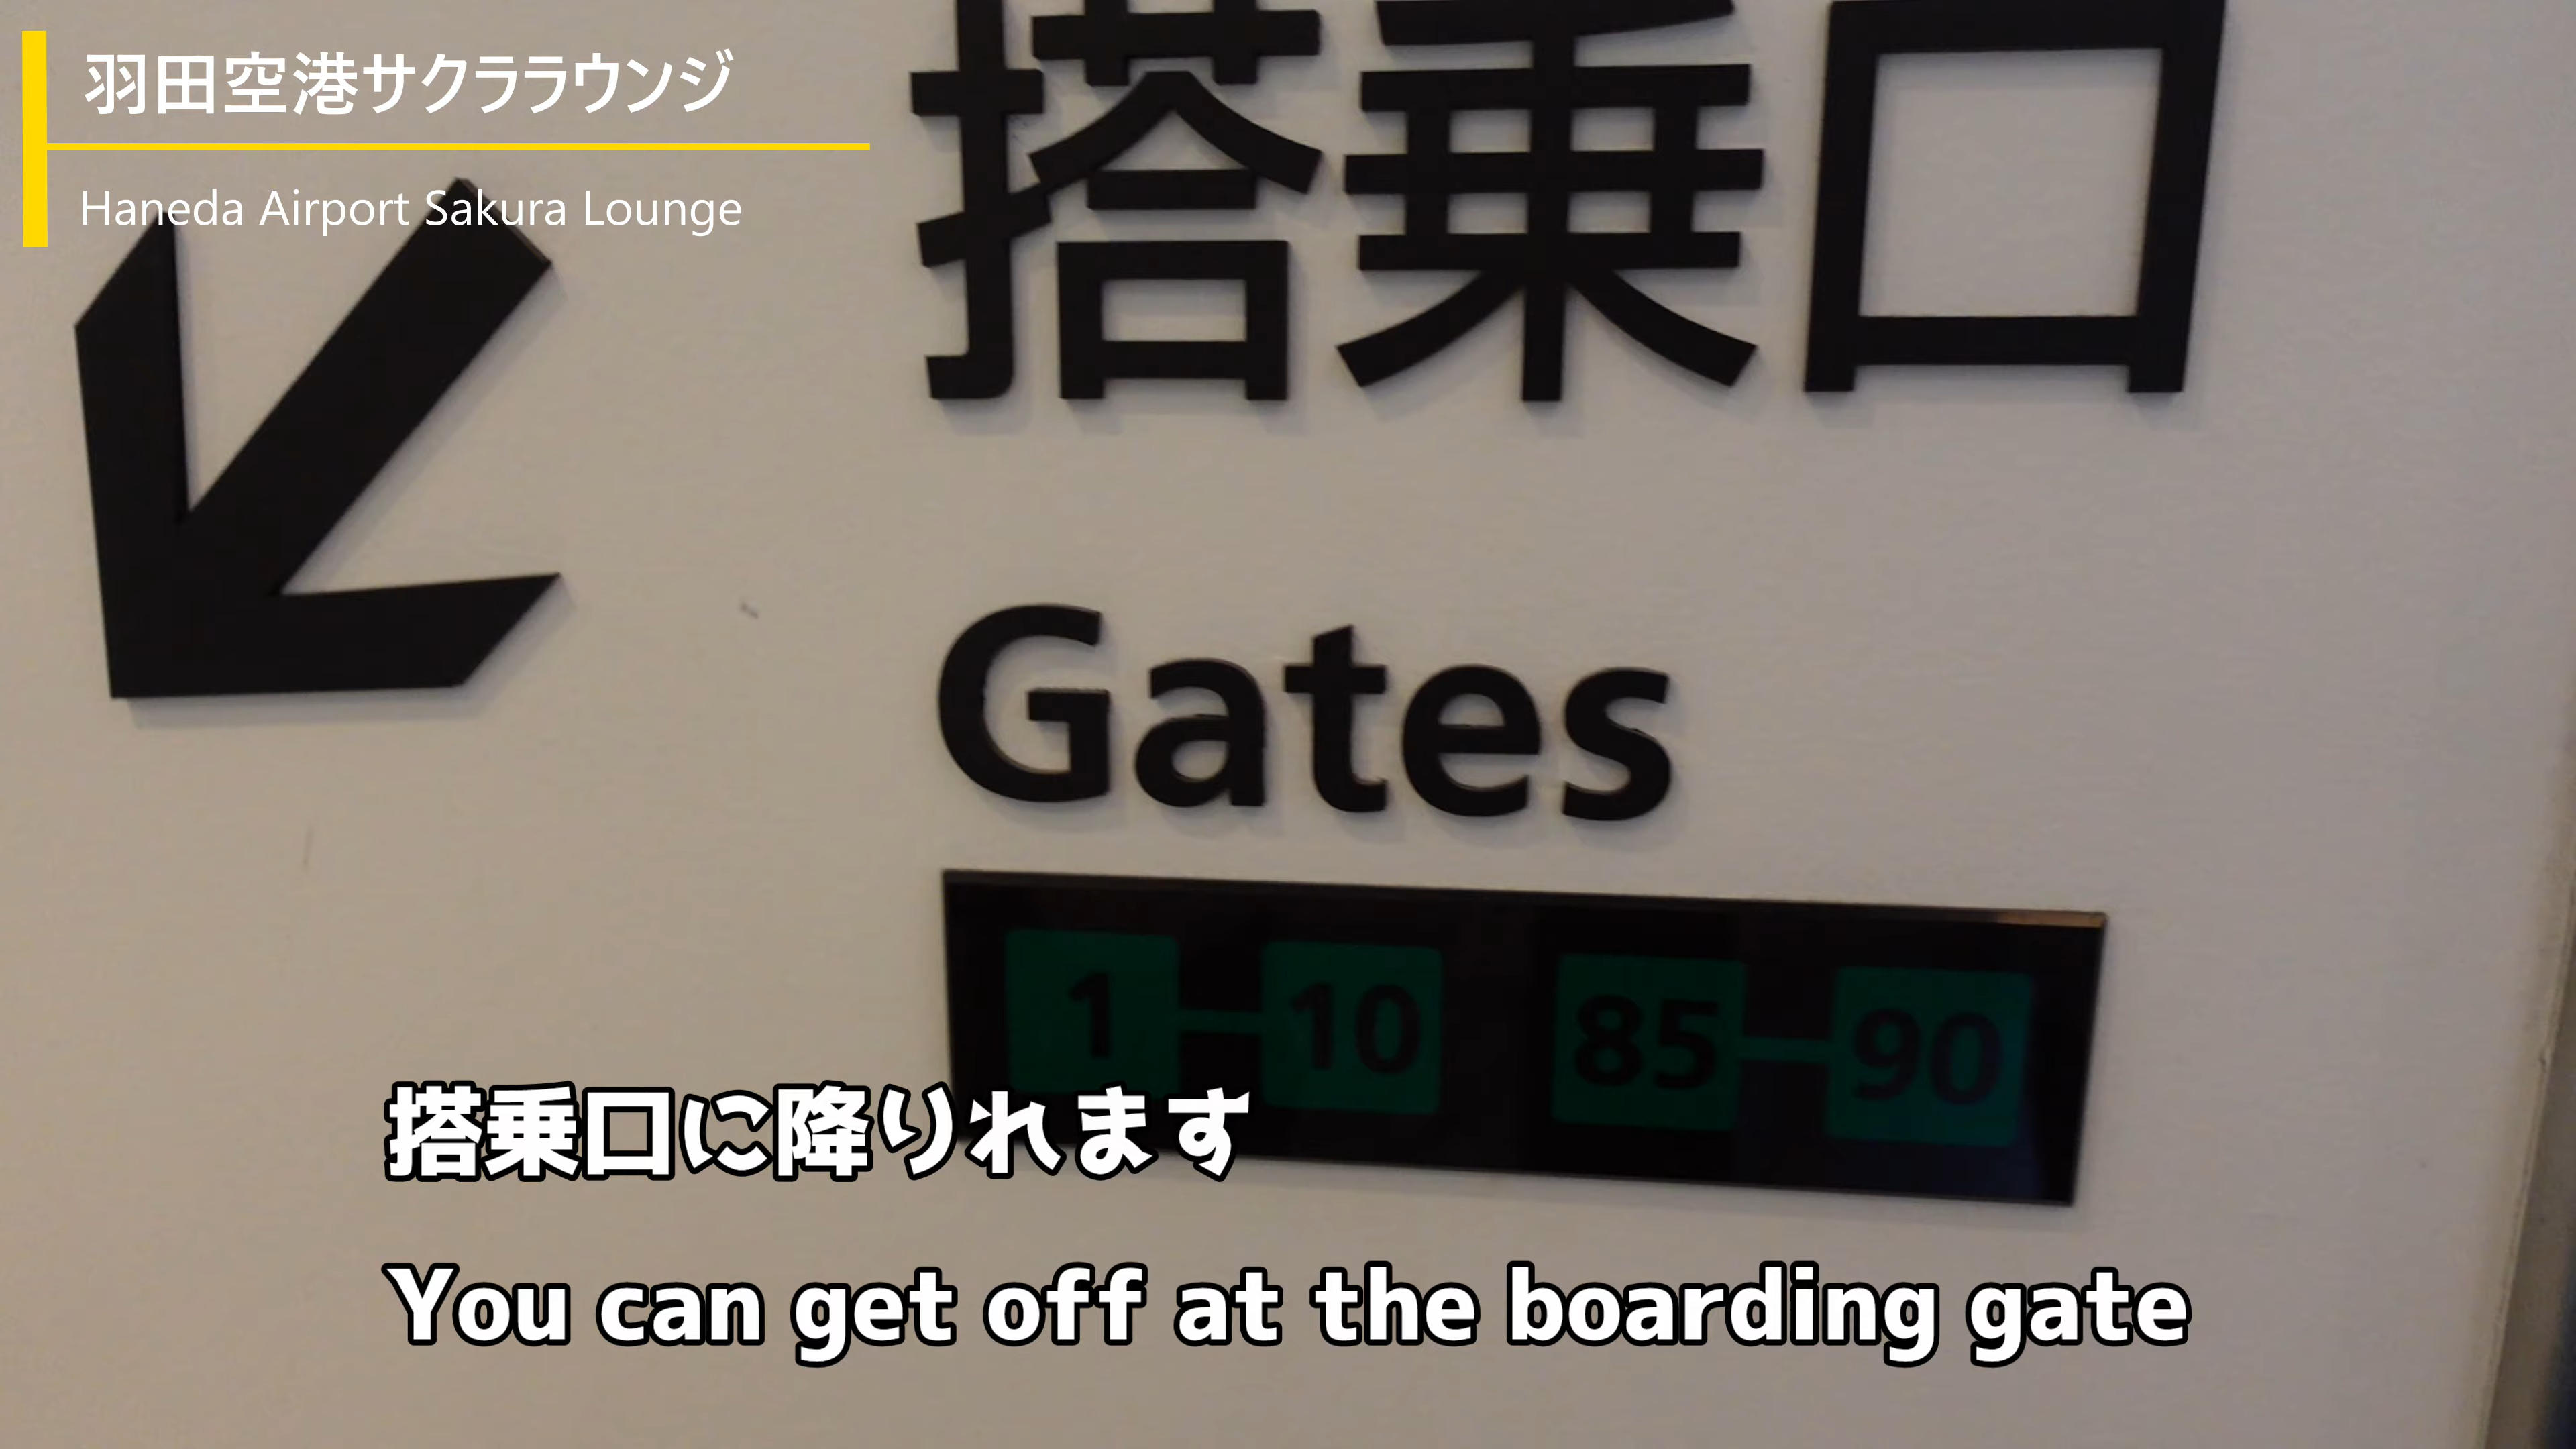 羽田空港サクララウンジ
Haneda Airport Sakura Lounge
搭乗口
Gates
1-10 85-90
搭乗口に降りれます
You can get off at the boarding gate